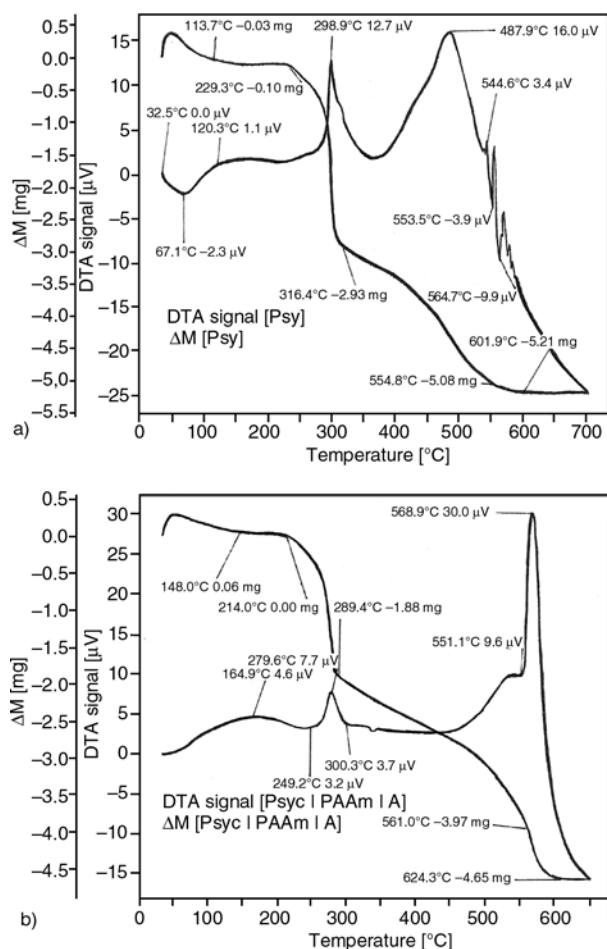 113.7°C –0.03 mg
298.9°C 12.7 µV
487.9°C 16.0 µV
0.5
15
0
229.3°C –0.10 mg
544.6°C 3.4 µV
–0.5
10
32.5°C 0.0 µV
120.3°C 1.1 µV
–1.0
5
–1.5
0
–2.0
553.5°C –3.9 µV
–2.5
–5
67.1°C –2.3 µV
–3.0
–10
564.7°C –9.9 µV
316.4°C –2.93 mg
–3.5
–15
DTA signal [Psy]
601.9°C –5.21 mg
∆M [Psy]
–4.0
–4.5
–20
554.8°C –5.08 mg
–5.0
–25
–5.5
∆M [mg]
DTA signal [µV]
a)
0 100 200 300 400 500 600 700
Temperature [°C]
0.5
30
568.9°C 30.0 µV
0.0
25
–0.5
148.0°C 0.06 mg
20
–1.0
214.0°C 0.00 mg
289.4°C –1.88 mg
15
–1.5
551.1°C 9.6 µV
279.6°C 7.7 µV
10
164.9°C 4.6 µV
–2.0
5
–2.5
0
300.3°C 3.7 µV
–3.0
249.2°C 3.2 µV
–5
DTA signal [Psyc | PAAm | A]
–3.5
∆M [Psyc | PAAm | A]
561.0°C –3.97 mg
–10
–4.0
–4.5
–15
624.3°C –4.65 mg
∆M [mg]
DTA signal [µV]
b)
0 100 200 300 400 500 600
Temperature [°C]